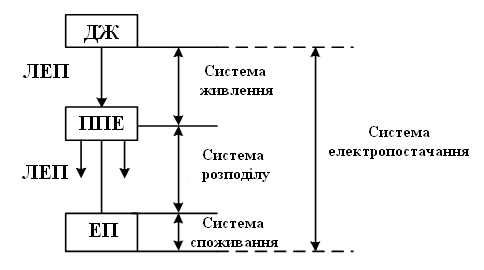 ДЖ
ЛЕП
Система
живлення
ППЕ
Система
електропостачання
ЛЕП
Система
розподілу
ЕП
Система
споживання